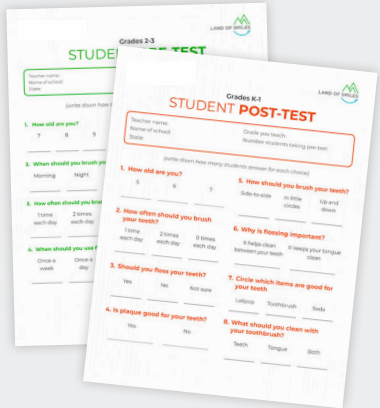 LAND OF SMILES
Grades 2-3
STUDENT PRE-TEST
Teacher name:
Name of school:
State:
(write down how
1. How old are you?
7 8 9
2. When should you brush yo
Morning Night
3. How often should you brus
1 time each day 2 times each day
4. When should you use f
Once a week Once a day
LAND OF SMILES
Grades K-1
STUDENT POST-TEST
Teacher name:
Name of school:
State:
Grade you teach:
Number students taking pre-test:
(write down how many students answer for each choice)
1. How old are you?
5 6 7
2. How often should you brush
your teeth?
1 time each day 2 times each day 0 times each day
3. Should you floss your teeth?
Yes No Not sure
4. Is plaque good for your teeth?
Yes No
5. How should you brush your teeth?
Side-to-side In little circles Up and down
6. Why is flossing important?
It helps clean between your teeth It keeps your tongue clean
7. Circle which items are good for
your teeth
Lollipop Toothbrush Soda
8. What should you clean with
your toothbrush?
Teeth Tongue Both